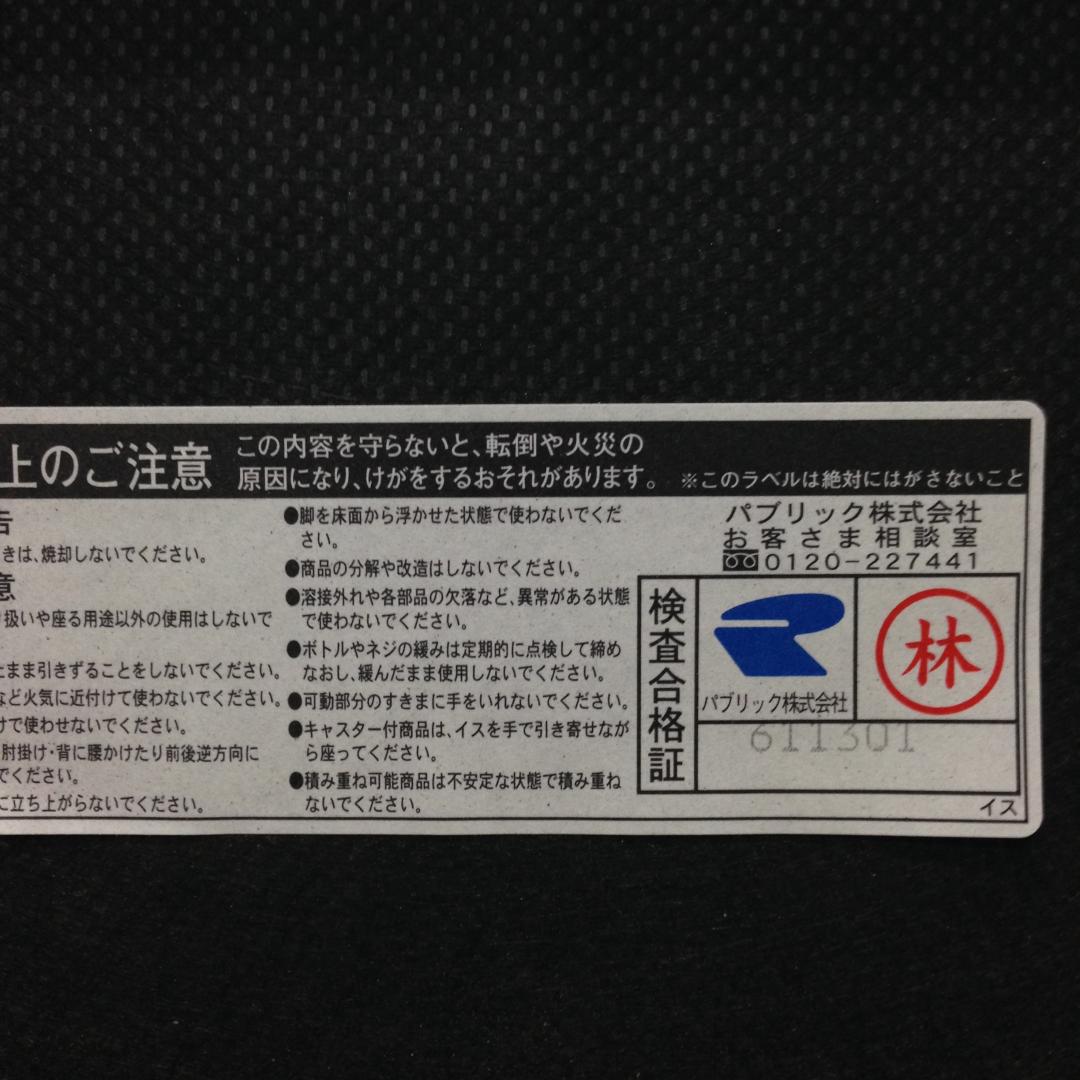 上のご注意
この内容を守らないと、転倒や火災の
原因になり、けがをするおそれがあります。
※このラベルは絶対にはがさないこと
告
きは、焼却しないでください。
意
扱いや座る用途以外の使用はしないで
たまま引きずることをしないでください。
など火気に近付けて使わないでください。
けで使わせないでください。
肘掛け・背に腰かけたり前後逆方向に
でください。
に立ち上がらないでください。
●脚を床面から浮かせた状態で使わないでくだ
さい。
●商品の分解や改造はしないでください。
●溶接外れや各部品の欠落など、異常がある状態
で使わないでください。
●ボトルやネジの緩みは定期的に点検して締め
なおし、緩んだまま使用しないでください。
●可動部分のすきまに手をいれないでください。
●キャスター付商品は、イスを手で引き寄せなが
ら座ってください。
●積み重ね可能商品は不安定な状態で積み重ね
ないでください。
パブリック株式会社
お客さま相談室
0120-227441
検査合格証
パブリック株式会社
林
611301
イス